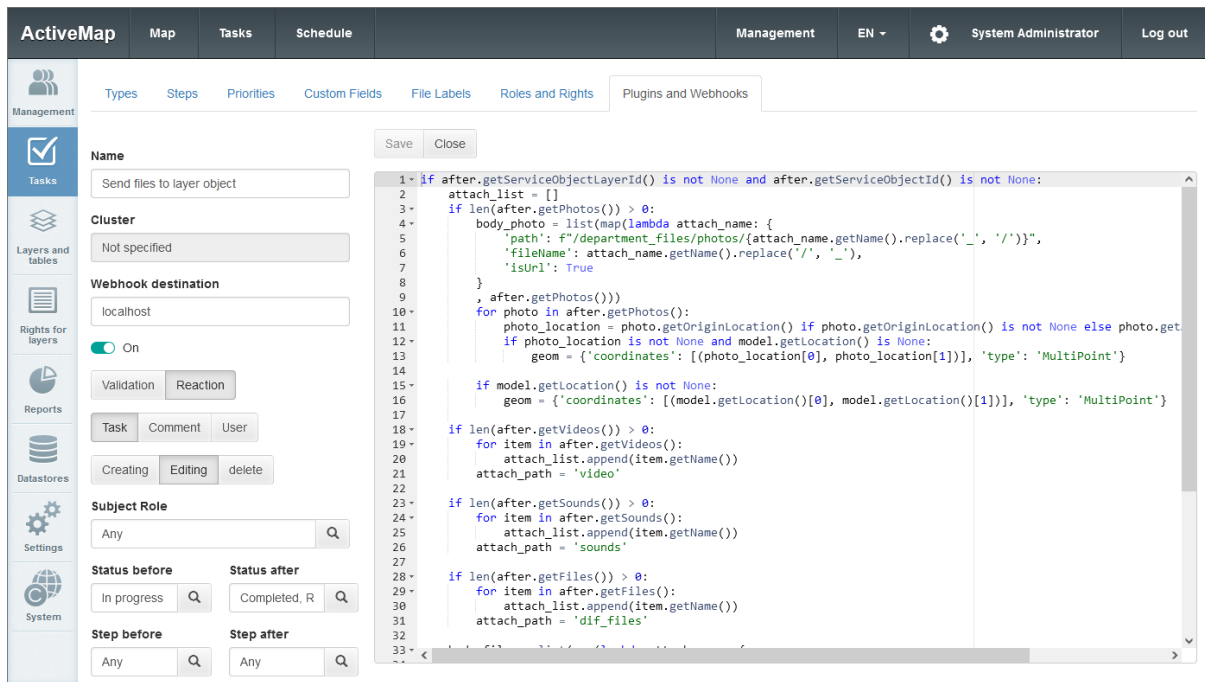 ActiveMap Map Tasks Schedule Management EN System Administrator Log out
Management
Tasks
Layers and
tables
Rights for
layers
Reports
Datastores
Settings
System
Types Steps Priorities Custom Fields File Labels Roles and Rights Plugins and Webhooks
Name
Send files to layer object
Cluster
Not specified
Webhook destination
localhost
On
Validation Reaction
Task Comment User
Creating Editing delete
Subject Role
Any
Status before Status after
In progress Completed, R
Step before Step after
Any Any
Save Close
1 if after.getServiceObjectLayerId() is not None and after.getServiceObjectId() is not None:
2     attach_list = []
3     if len(after.getPhotos()) > 0:
4         body_photo = list(map(lambda attach_name: {
5             'path': f"/department_files/photos/{attach_name.getName().replace('_', '/')}",
6             'fileName': attach_name.getName().replace('/', '_'),
7             'isUrl': True
8         }
9         , after.getPhotos()))
10         for photo in after.getPhotos():
11             photo_location = photo.getOriginLocation() if photo.getOriginLocation() is not None else photo.get
12             if photo_location is not None and model.getLocation() is None:
13                 geom = {'coordinates': [(photo_location[0], photo_location[1])], 'type': 'MultiPoint'}
14
15         if model.getLocation() is not None:
16             geom = {'coordinates': [(model.getLocation()[0], model.getLocation()[1])], 'type': 'MultiPoint'}
17
18     if len(after.getVideos()) > 0:
19         for item in after.getVideos():
20             attach_list.append(item.getName())
21         attach_path = 'video'
22
23     if len(after.getSounds()) > 0:
24         for item in after.getSounds():
25             attach_list.append(item.getName())
26         attach_path = 'sounds'
27
28     if len(after.getFiles()) > 0:
29         for item in after.getFiles():
30             attach_list.append(item.getName())
31         attach_path = 'dif_files'
32
33